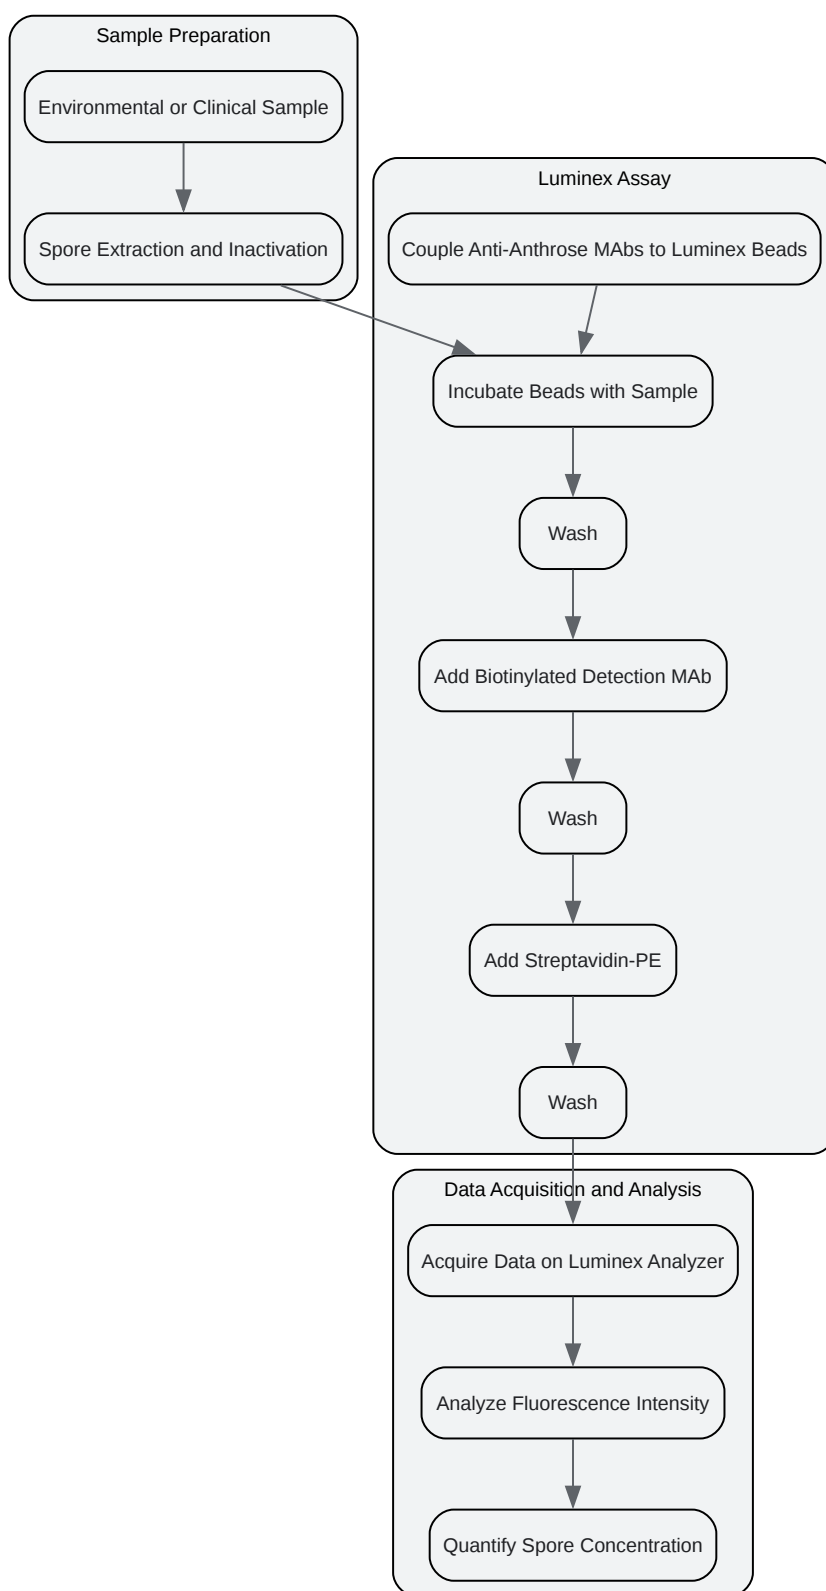 Sample Preparation
Environmental or Clinical Sample
Spore Extraction and Inactivation
Luminex Assay
Couple Anti-Anthrose MAbs to Luminex Beads
Incubate Beads with Sample
Wash
Add Biotinylated Detection MAb
Wash
Add Streptavidin-PE
Wash
Data Acquisition and Analysis
Acquire Data on Luminex Analyzer
Analyze Fluorescence Intensity
Quantify Spore Concentration